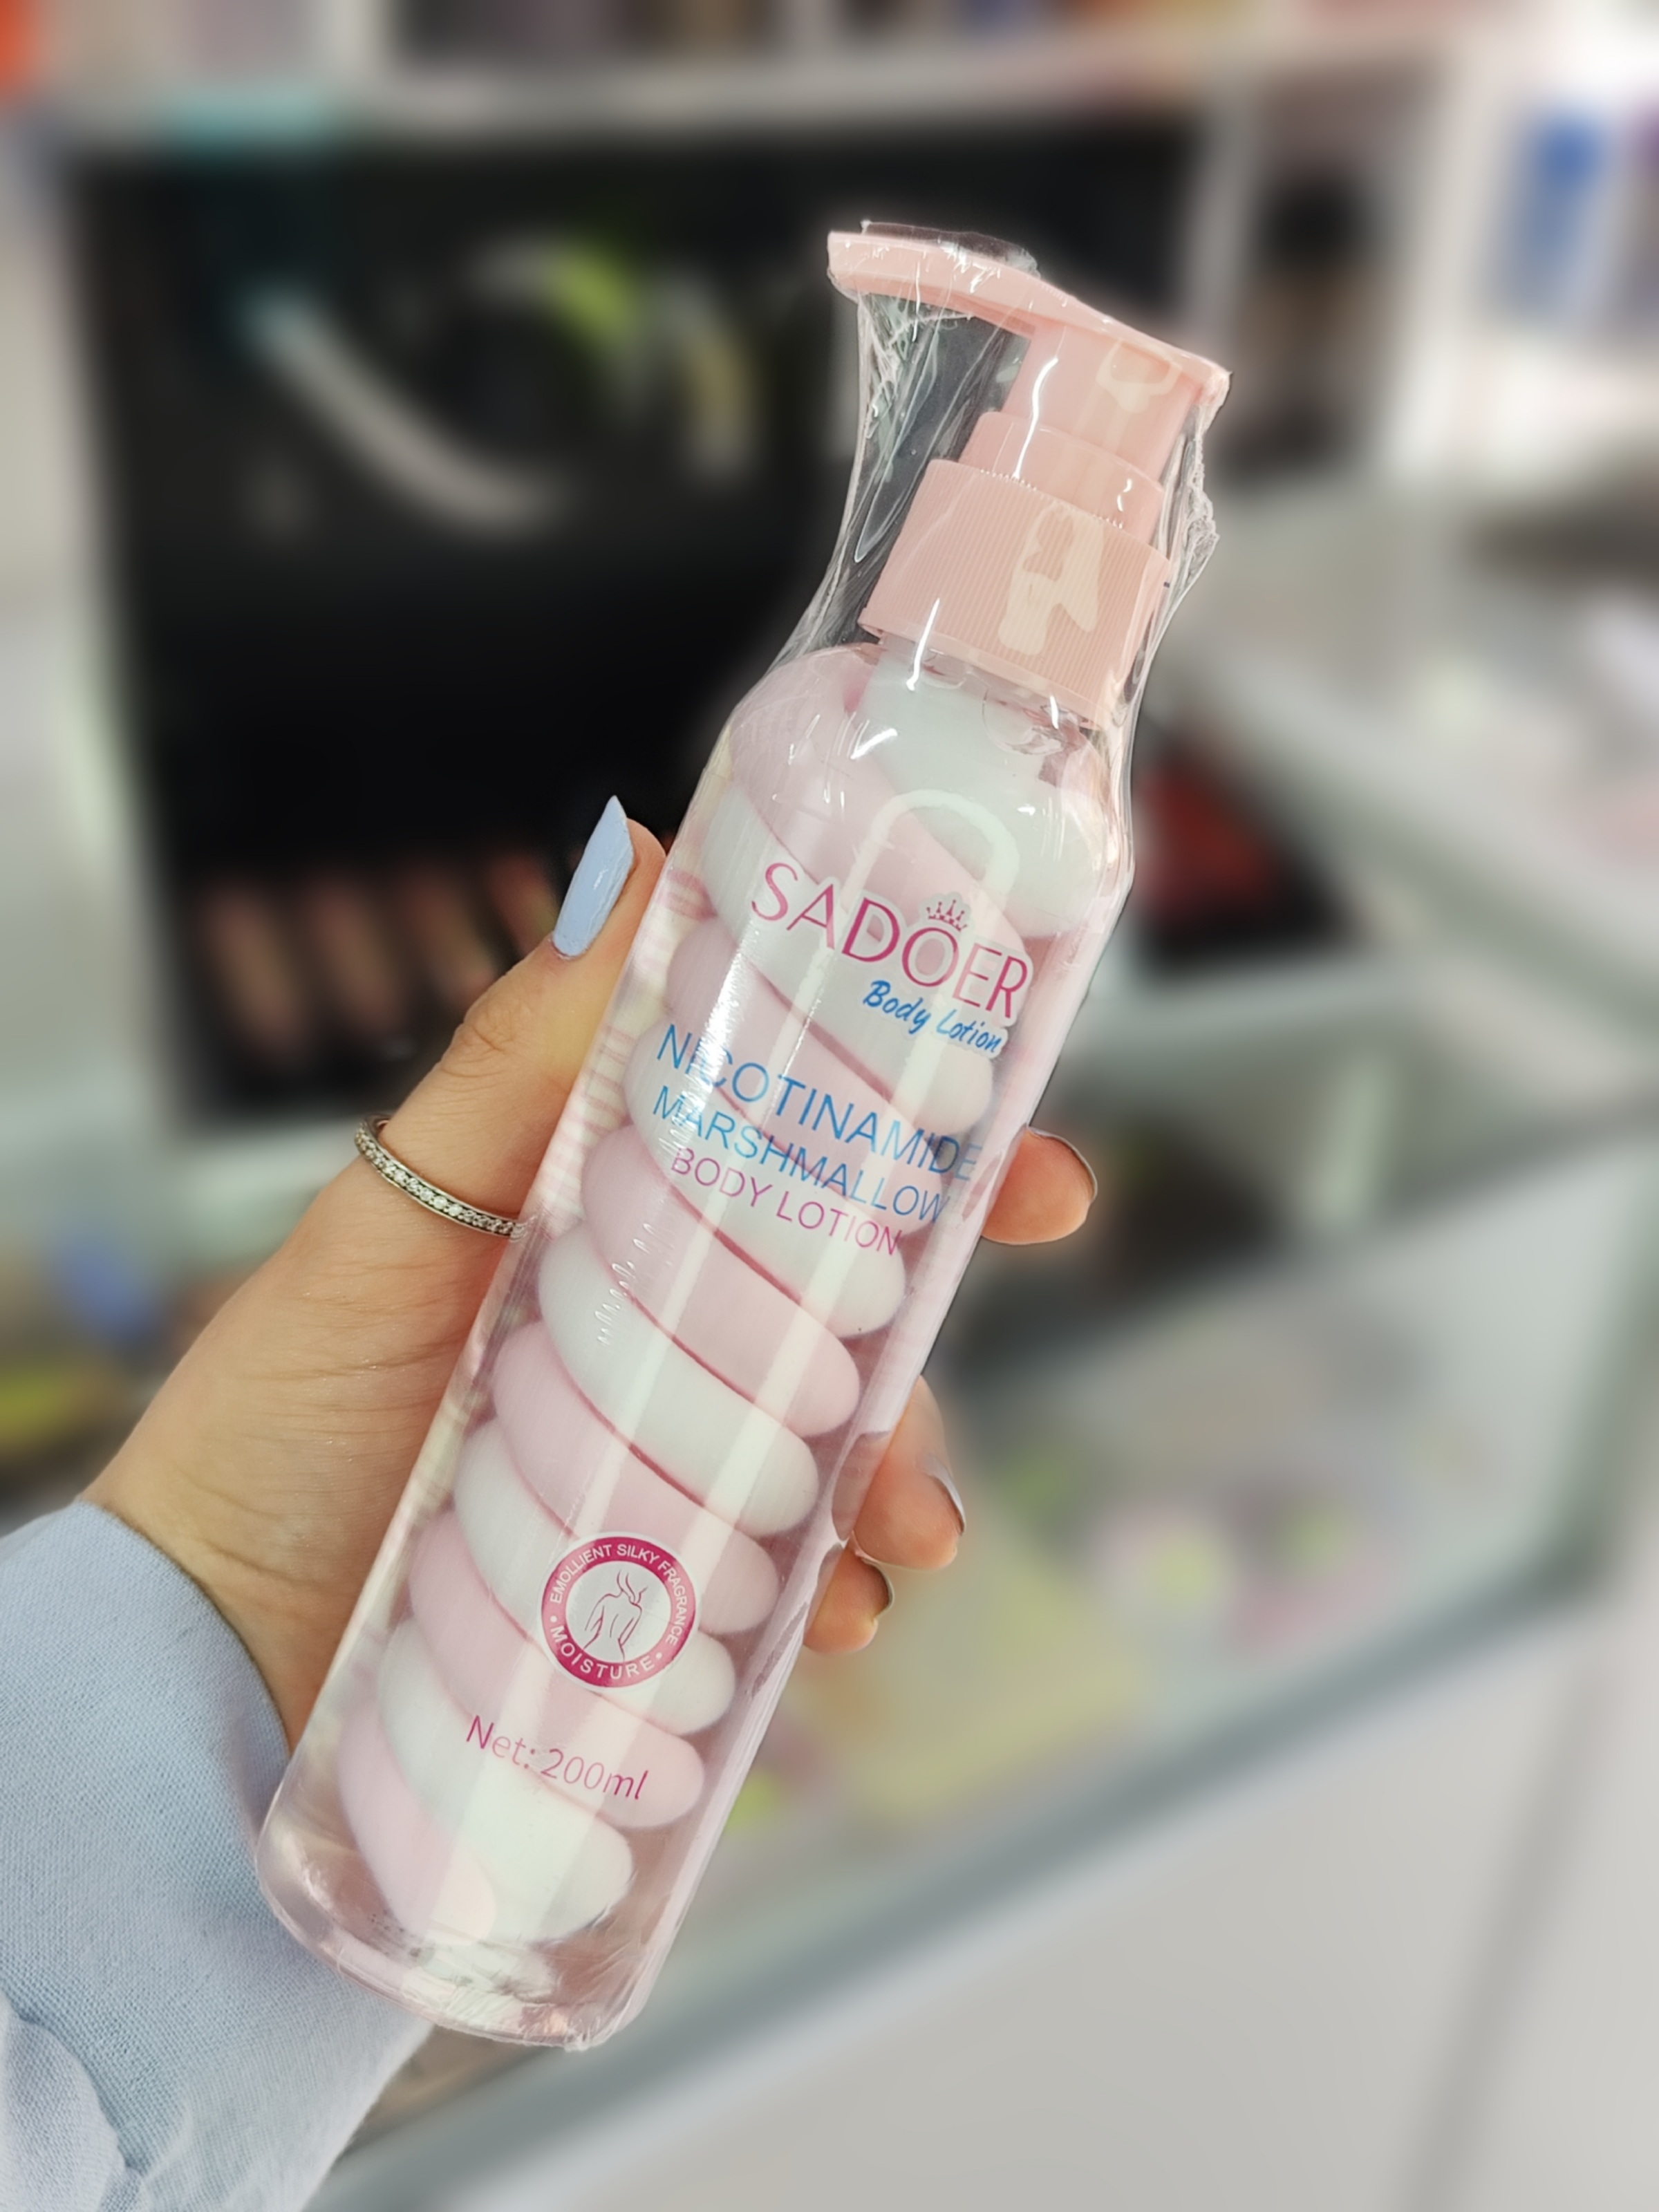 SADOER
Body Lotion
NICOTINAMIDE
MARSHMALLOW
BODY LOTION
EMOLLIENT SILKY FRAGRANCE
• MOISTURE •
Net: 200ml